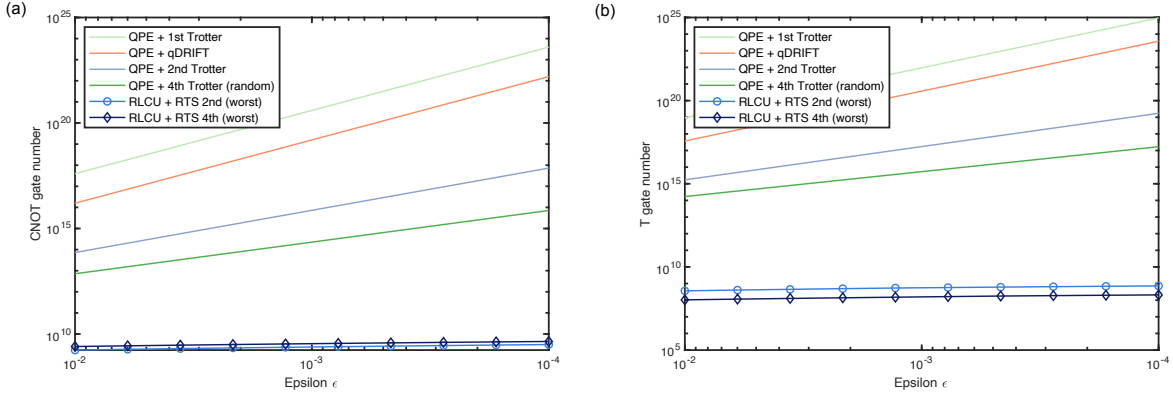 (a)
10^25
10^20
10^15
10^10
CNOT gate number
QPE + 1st Trotter
QPE + qDRIFT
QPE + 2nd Trotter
QPE + 4th Trotter (random)
RLCU + RTS 2nd (worst)
RLCU + RTS 4th (worst)
10^-2
10^-3
10^-4
Epsilon ϵ
(b)
10^25
10^20
10^15
10^10
10^5
T gate number
QPE + 1st Trotter
QPE + qDRIFT
QPE + 2nd Trotter
QPE + 4th Trotter (random)
RLCU + RTS 2nd (worst)
RLCU + RTS 4th (worst)
10^-2
10^-3
10^-4
Epsilon ϵ